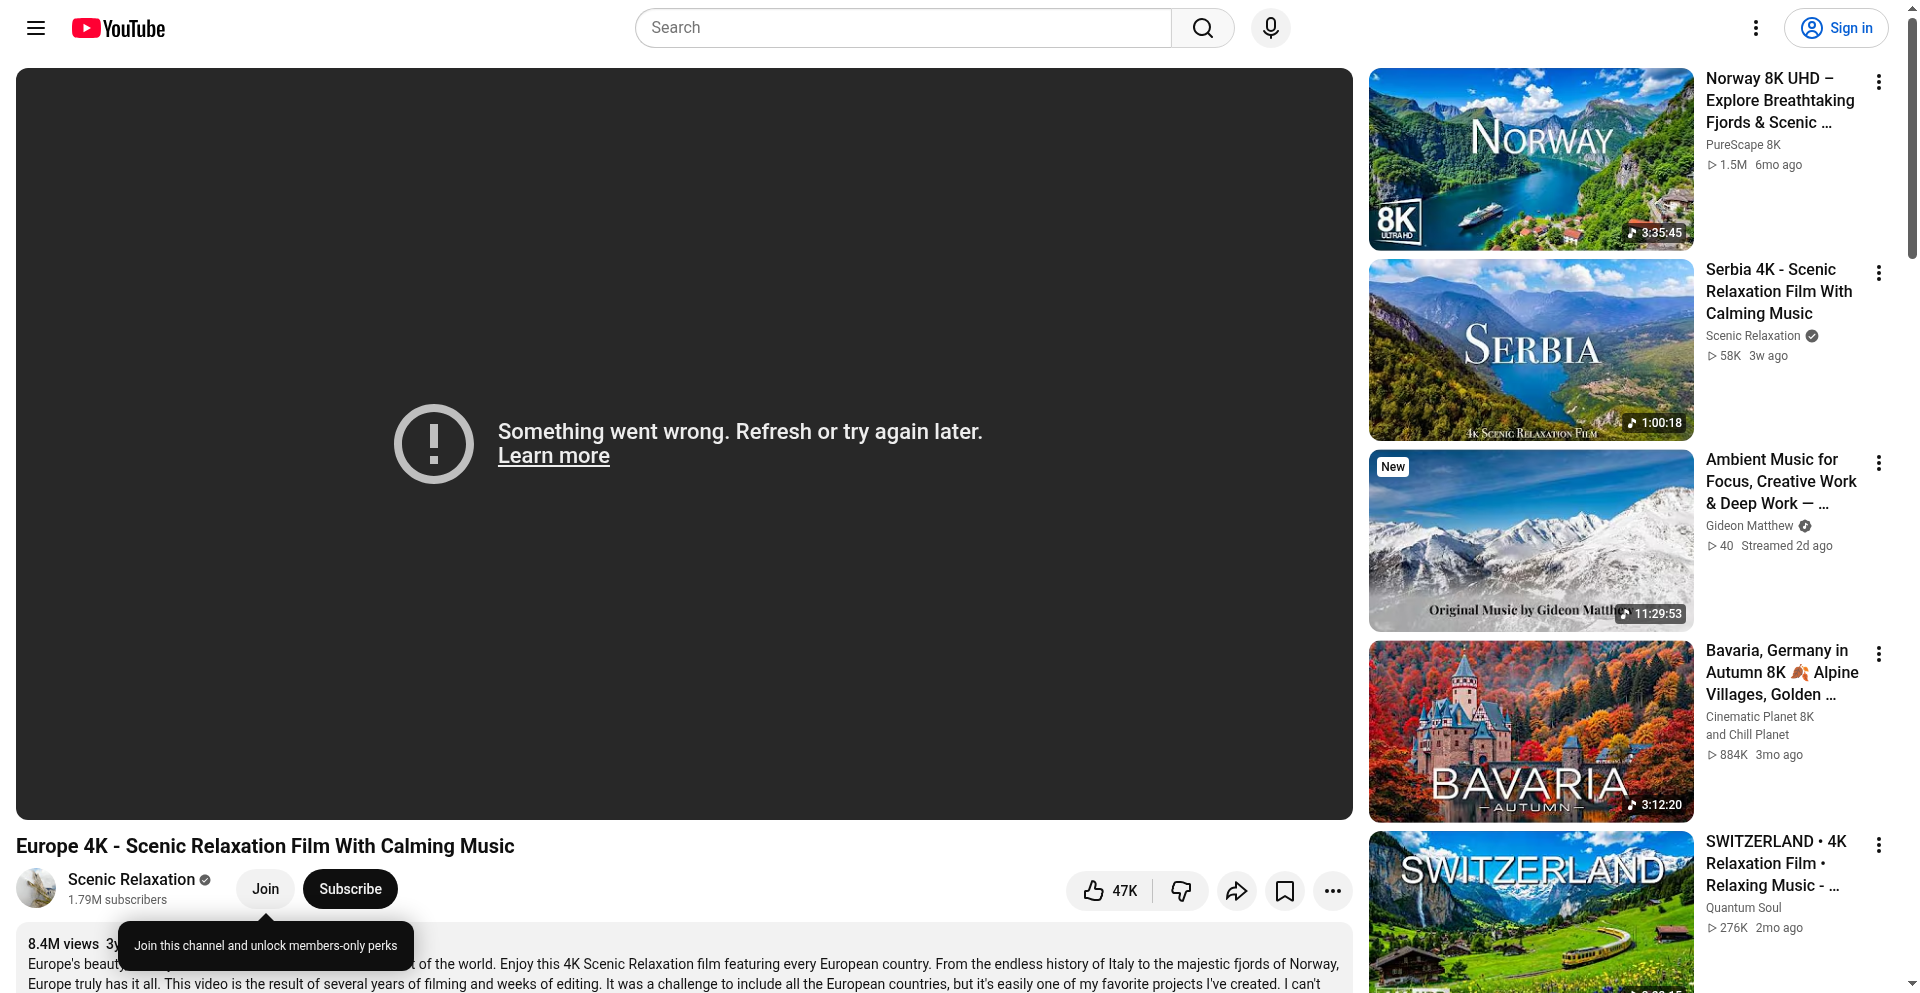 YouTube
Search
Sign in
Something went wrong. Refresh or try again later.
Learn more
Europe 4K - Scenic Relaxation Film With Calming Music
Scenic Relaxation
1.79M subscribers
Join
Subscribe
47K
Join this channel and unlock members-only perks
8.4M views
Europe's
t of the world. Enjoy this 4K Scenic Relaxation film featuring every European country. From the endless history of Italy to the majestic fjords of Norway,
Europe truly has it all. This video is the result of several years of filming and weeks of editing. It was a challenge to include all the European countries, but it's easily one of my favorite projects I've created. I can't
NORWAY
8K
ULTRA HD
3:35:45
Norway 8K UHD –
Explore Breathtaking
Fjords & Scenic …
PureScape 8K
1.5M 6mo ago
SERBIA
4K SCENIC RELAXATION FILM
1:00:18
Serbia 4K - Scenic
Relaxation Film With
Calming Music
Scenic Relaxation
58K 3w ago
New
Original Music by Gideon Matthew
11:29:53
Ambient Music for
Focus, Creative Work
& Deep Work — …
Gideon Matthew
40 Streamed 2d ago
BAVARIA
—AUTUMN—
3:12:20
Bavaria, Germany in
Autumn 8K 🍂 Alpine
Villages, Golden …
Cinematic Planet 8K
and Chill Planet
884K 3mo ago
SWITZERLAND
SWITZERLAND • 4K
Relaxation Film •
Relaxing Music - …
Quantum Soul
276K 2mo ago